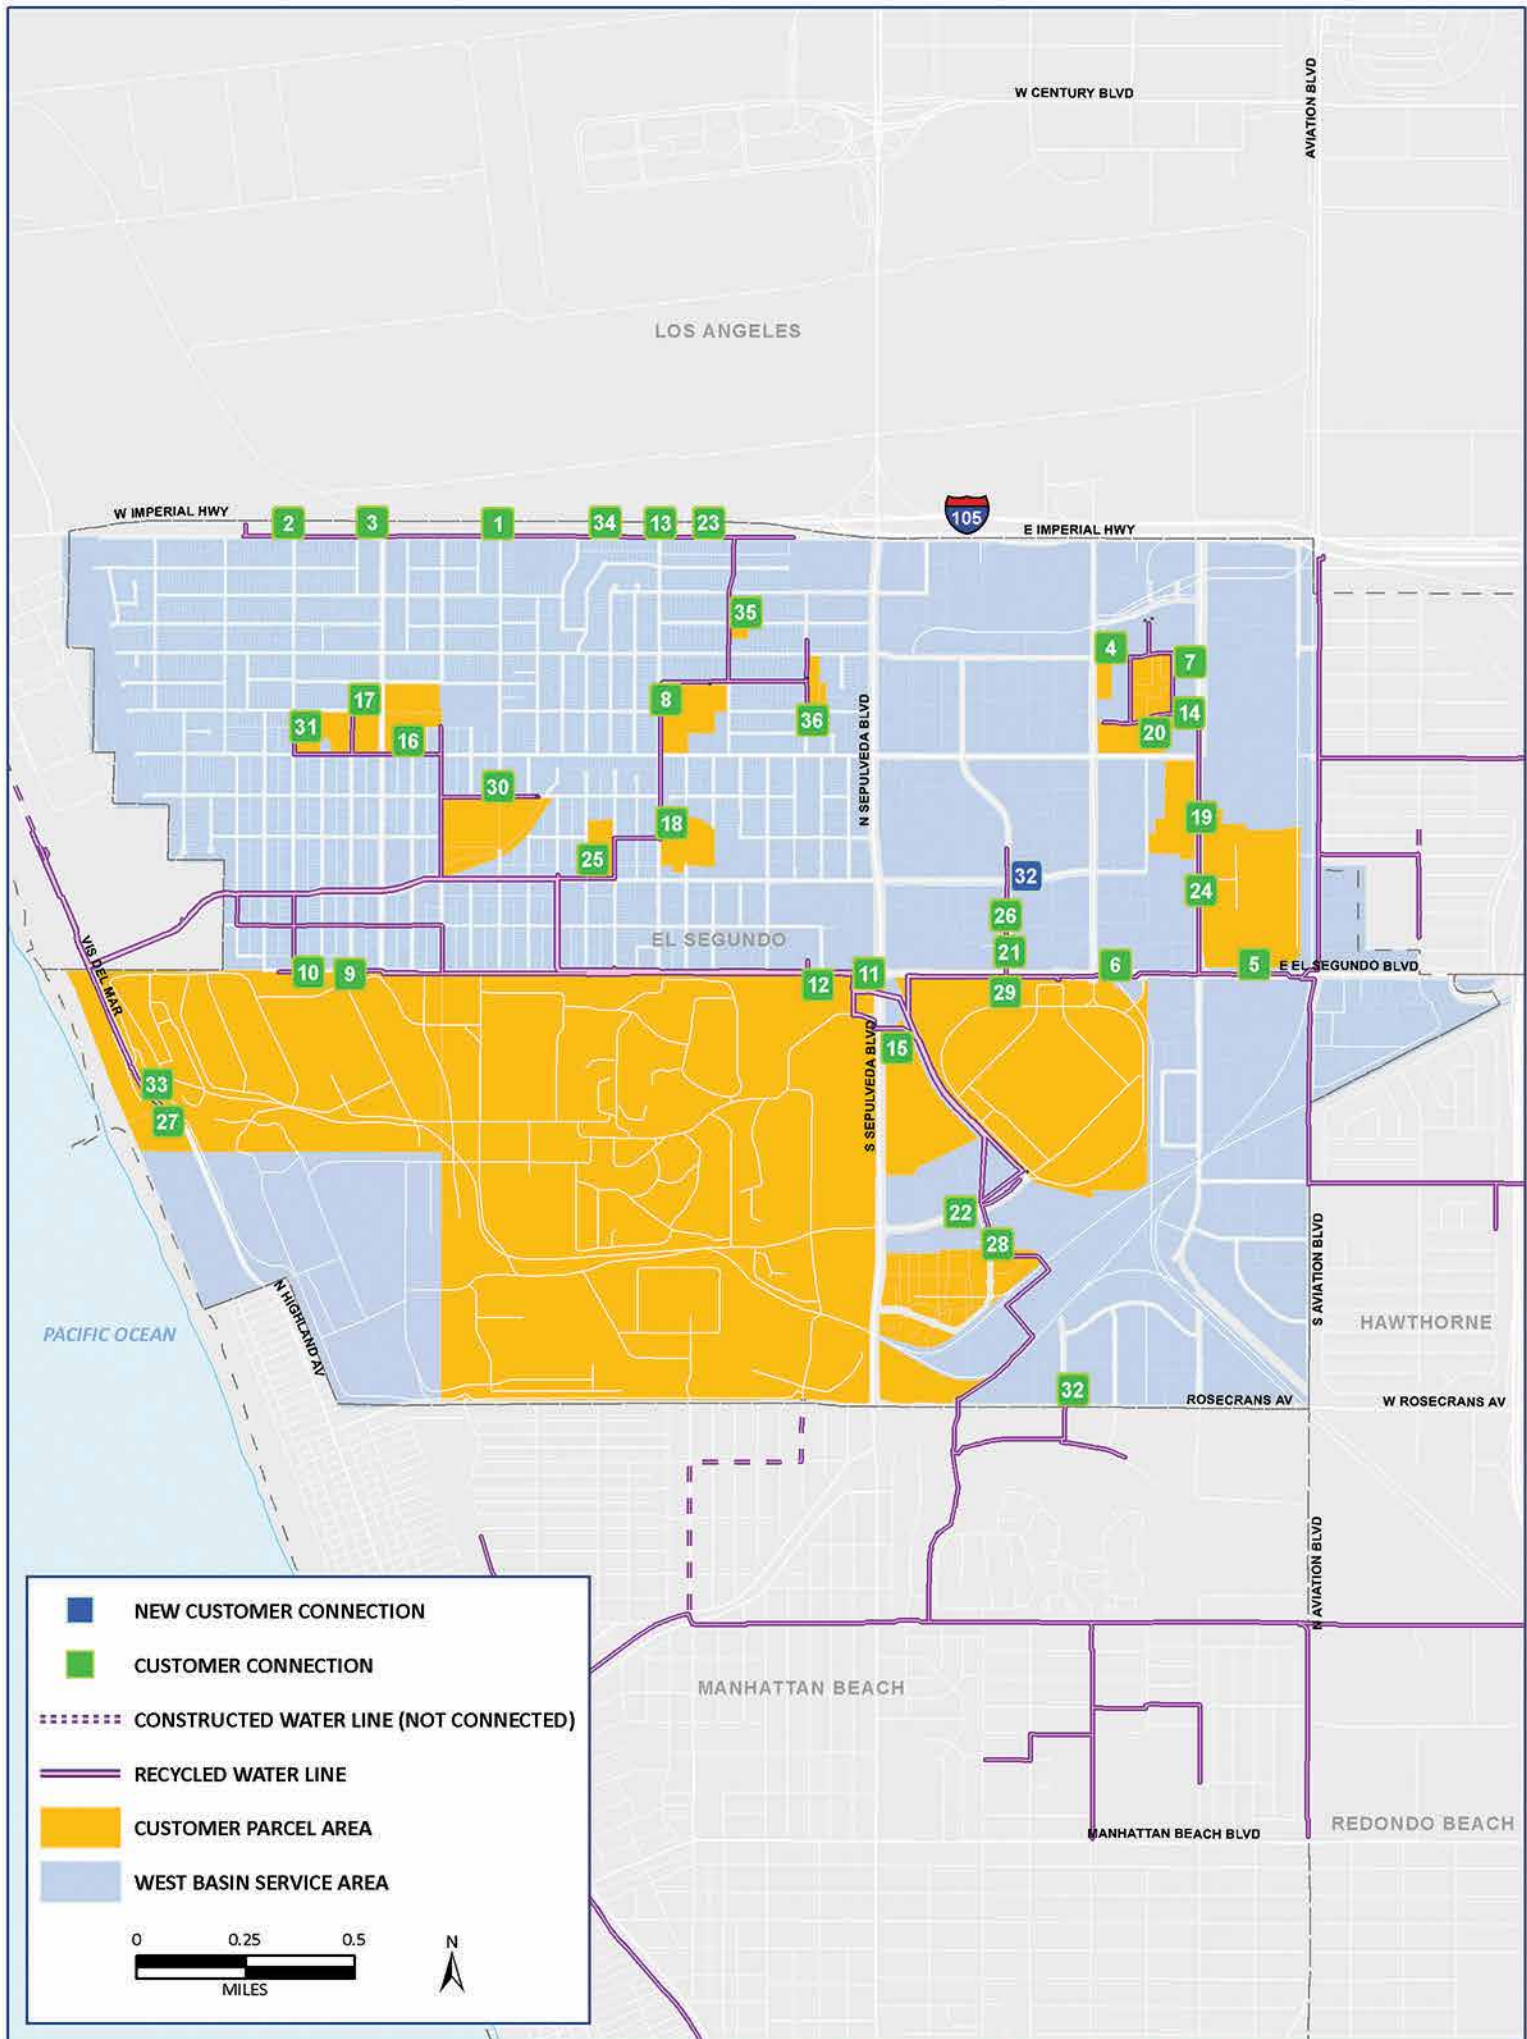 W CENTURY BLVD
AVIATION BLVD
LOS ANGELES
W IMPERIAL HWY
2
3
1
34
13
23
105
E IMPERIAL HWY
35
4
7
17
8
31
36
14
16
20
N SEPULVEDA BLVD
30
18
19
25
32
24
26
EL SEGUNDO
21
VIS DEL MAR
10
9
12
11
6
5
E EL SEGUNDO BLVD
29
15
S SEPULVEDA BLVD
33
27
22
28
S AVIATION BLVD
PACIFIC OCEAN
N HIGHLAND AV
HAWTHORNE
32
ROSECRANS AV
W ROSECRANS AV
N AVIATION BLVD
NEW CUSTOMER CONNECTION
CUSTOMER CONNECTION
CONSTRUCTED WATER LINE (NOT CONNECTED)
RECYCLED WATER LINE
CUSTOMER PARCEL AREA
WEST BASIN SERVICE AREA
0 0.25 0.5
MILES
N
MANHATTAN BEACH
REDONDO BEACH
MANHATTAN BEACH BLVD